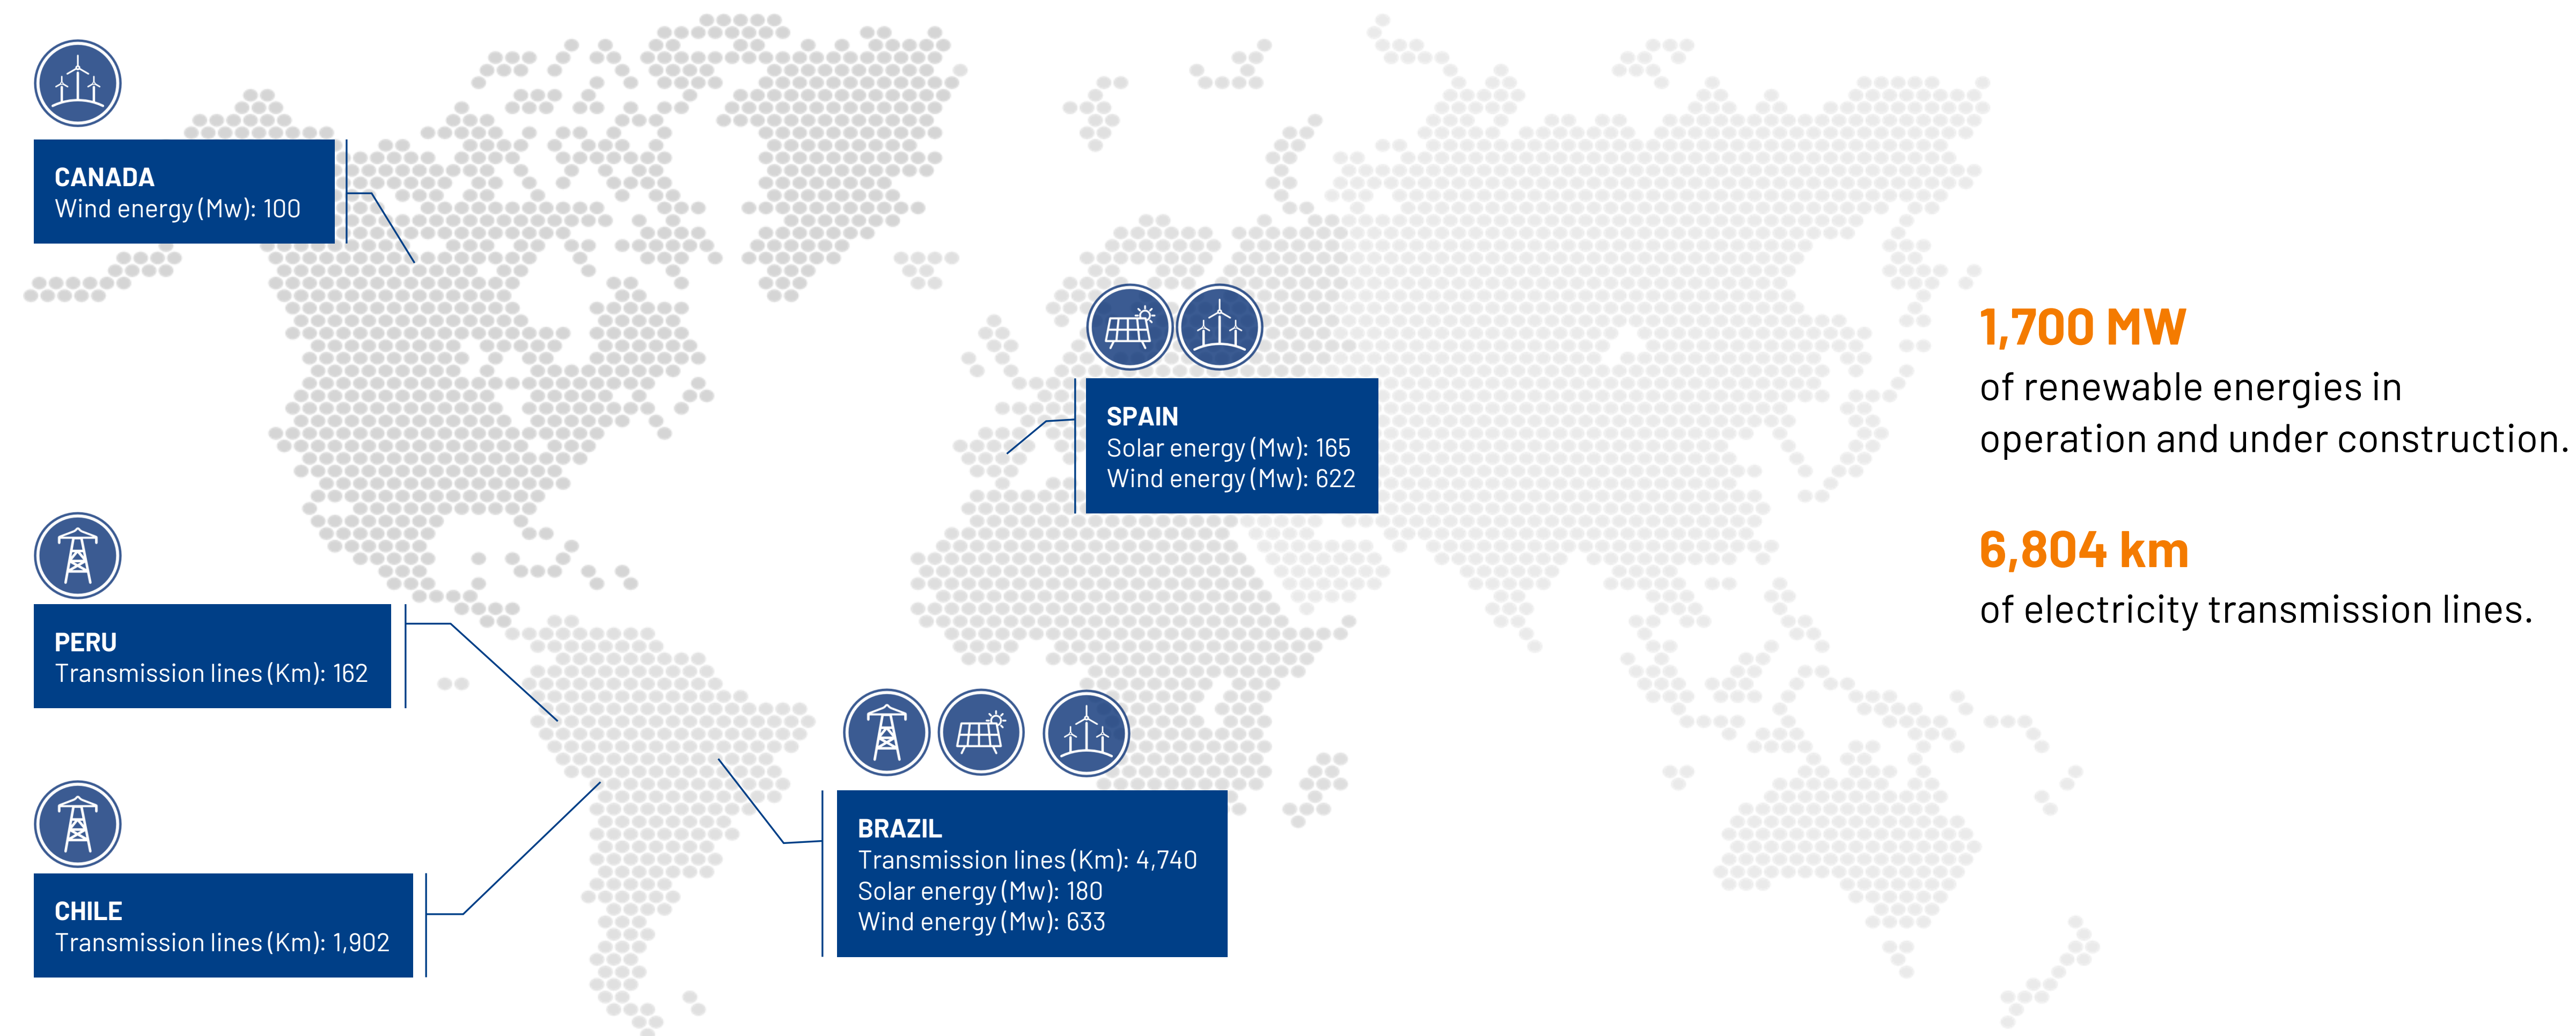 CANADA
Wind energy (Mw): 100
SPAIN
Solar energy (Mw): 165
Wind energy (Mw): 622
1,700 MW
of renewable energies in
operation and under construction.
6,804 km
of electricity transmission lines.
PERU
Transmission lines (Km): 162
BRAZIL
Transmission lines (Km): 4,740
Solar energy (Mw): 180
Wind energy (Mw): 633
CHILE
Transmission lines (Km): 1,902